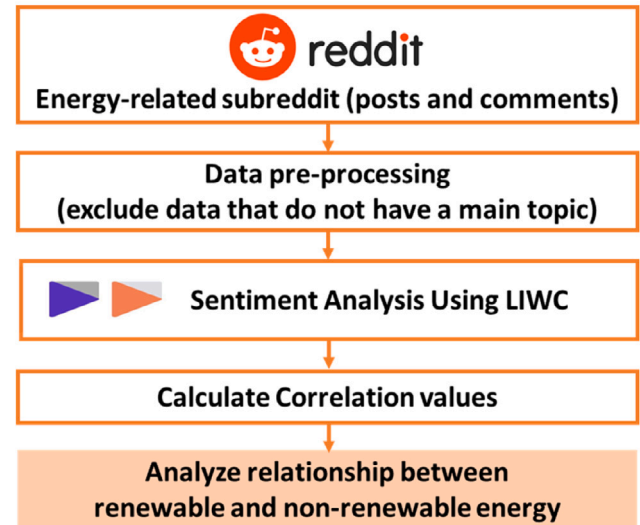 reddit
Energy-related subreddit (posts and comments)
Data pre-processing
(exclude data that do not have a main topic)
Sentiment Analysis Using LIWC
Calculate Correlation values
Analyze relationship between
renewable and non-renewable energy